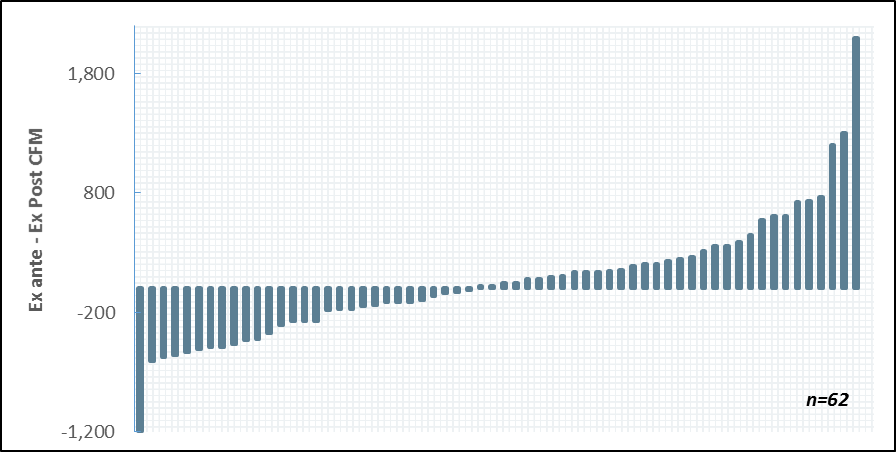 Ex ante - Ex Post CFM
1,800
800
-200
-1,200
n=62